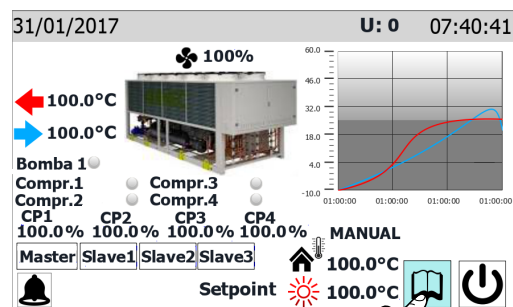 31/01/2017 U: 0 07:40:41
100%
100.0°C
100.0°C
Bomba 1
Compr.1 Compr.3
Compr.2 Compr.4
CP1 CP2 CP3 CP4
100.0% 100.0% 100.0% 100.0%
Master Slave1 Slave2 Slave3
60.0
46.0
32.0
18.0
4.0
-10.0
01:00:00 01:00:00 01:00:00 01:00:00
MANUAL
100.0°C
Setpoint 100.0°C